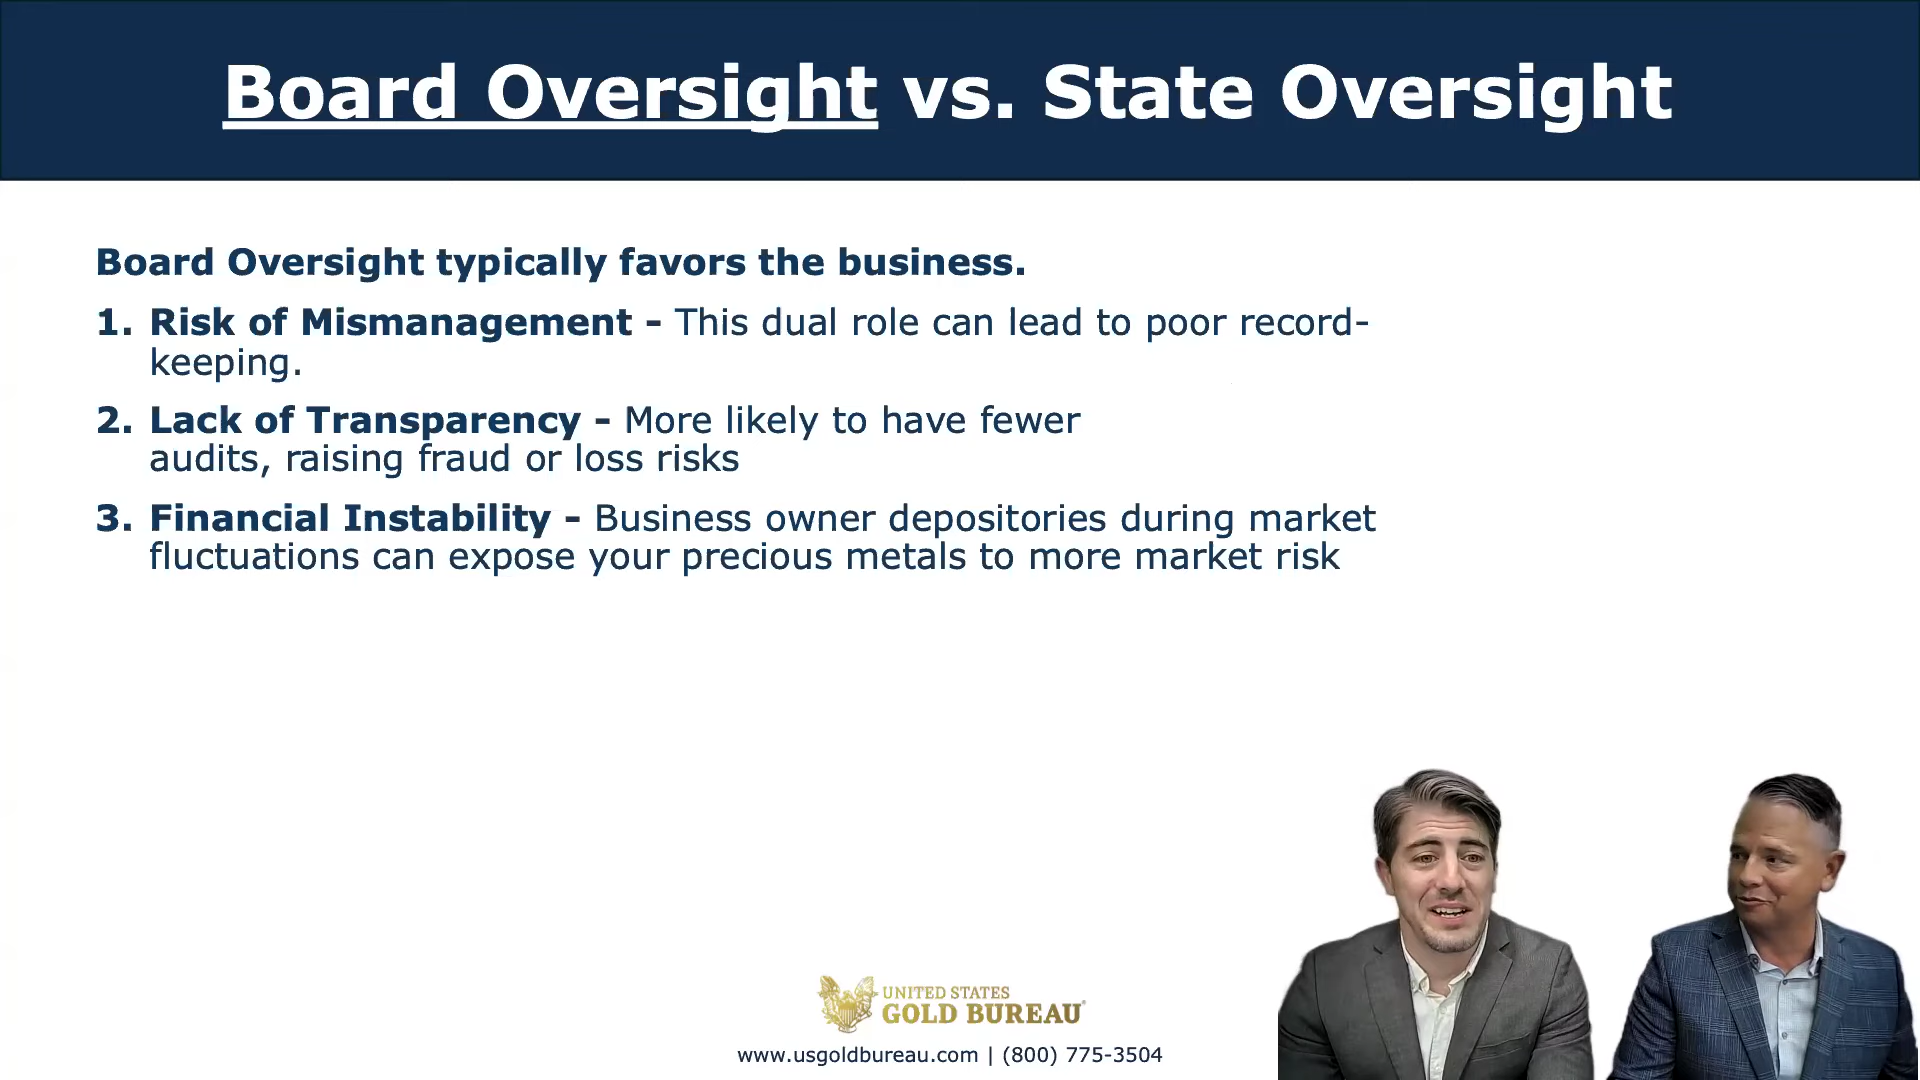 Board Oversight vs. State Oversight
Board Oversight typically favors the business.
1. Risk of Mismanagement - This dual role can lead to poor record-
keeping.
2. Lack of Transparency - More likely to have fewer
audits, raising fraud or loss risks
3. Financial Instability - Business owner depositories during market
fluctuations can expose your precious metals to more market risk
UNITED STATES
GOLD BUREAU®
www.usgoldbureau.com | (800) 775-3504